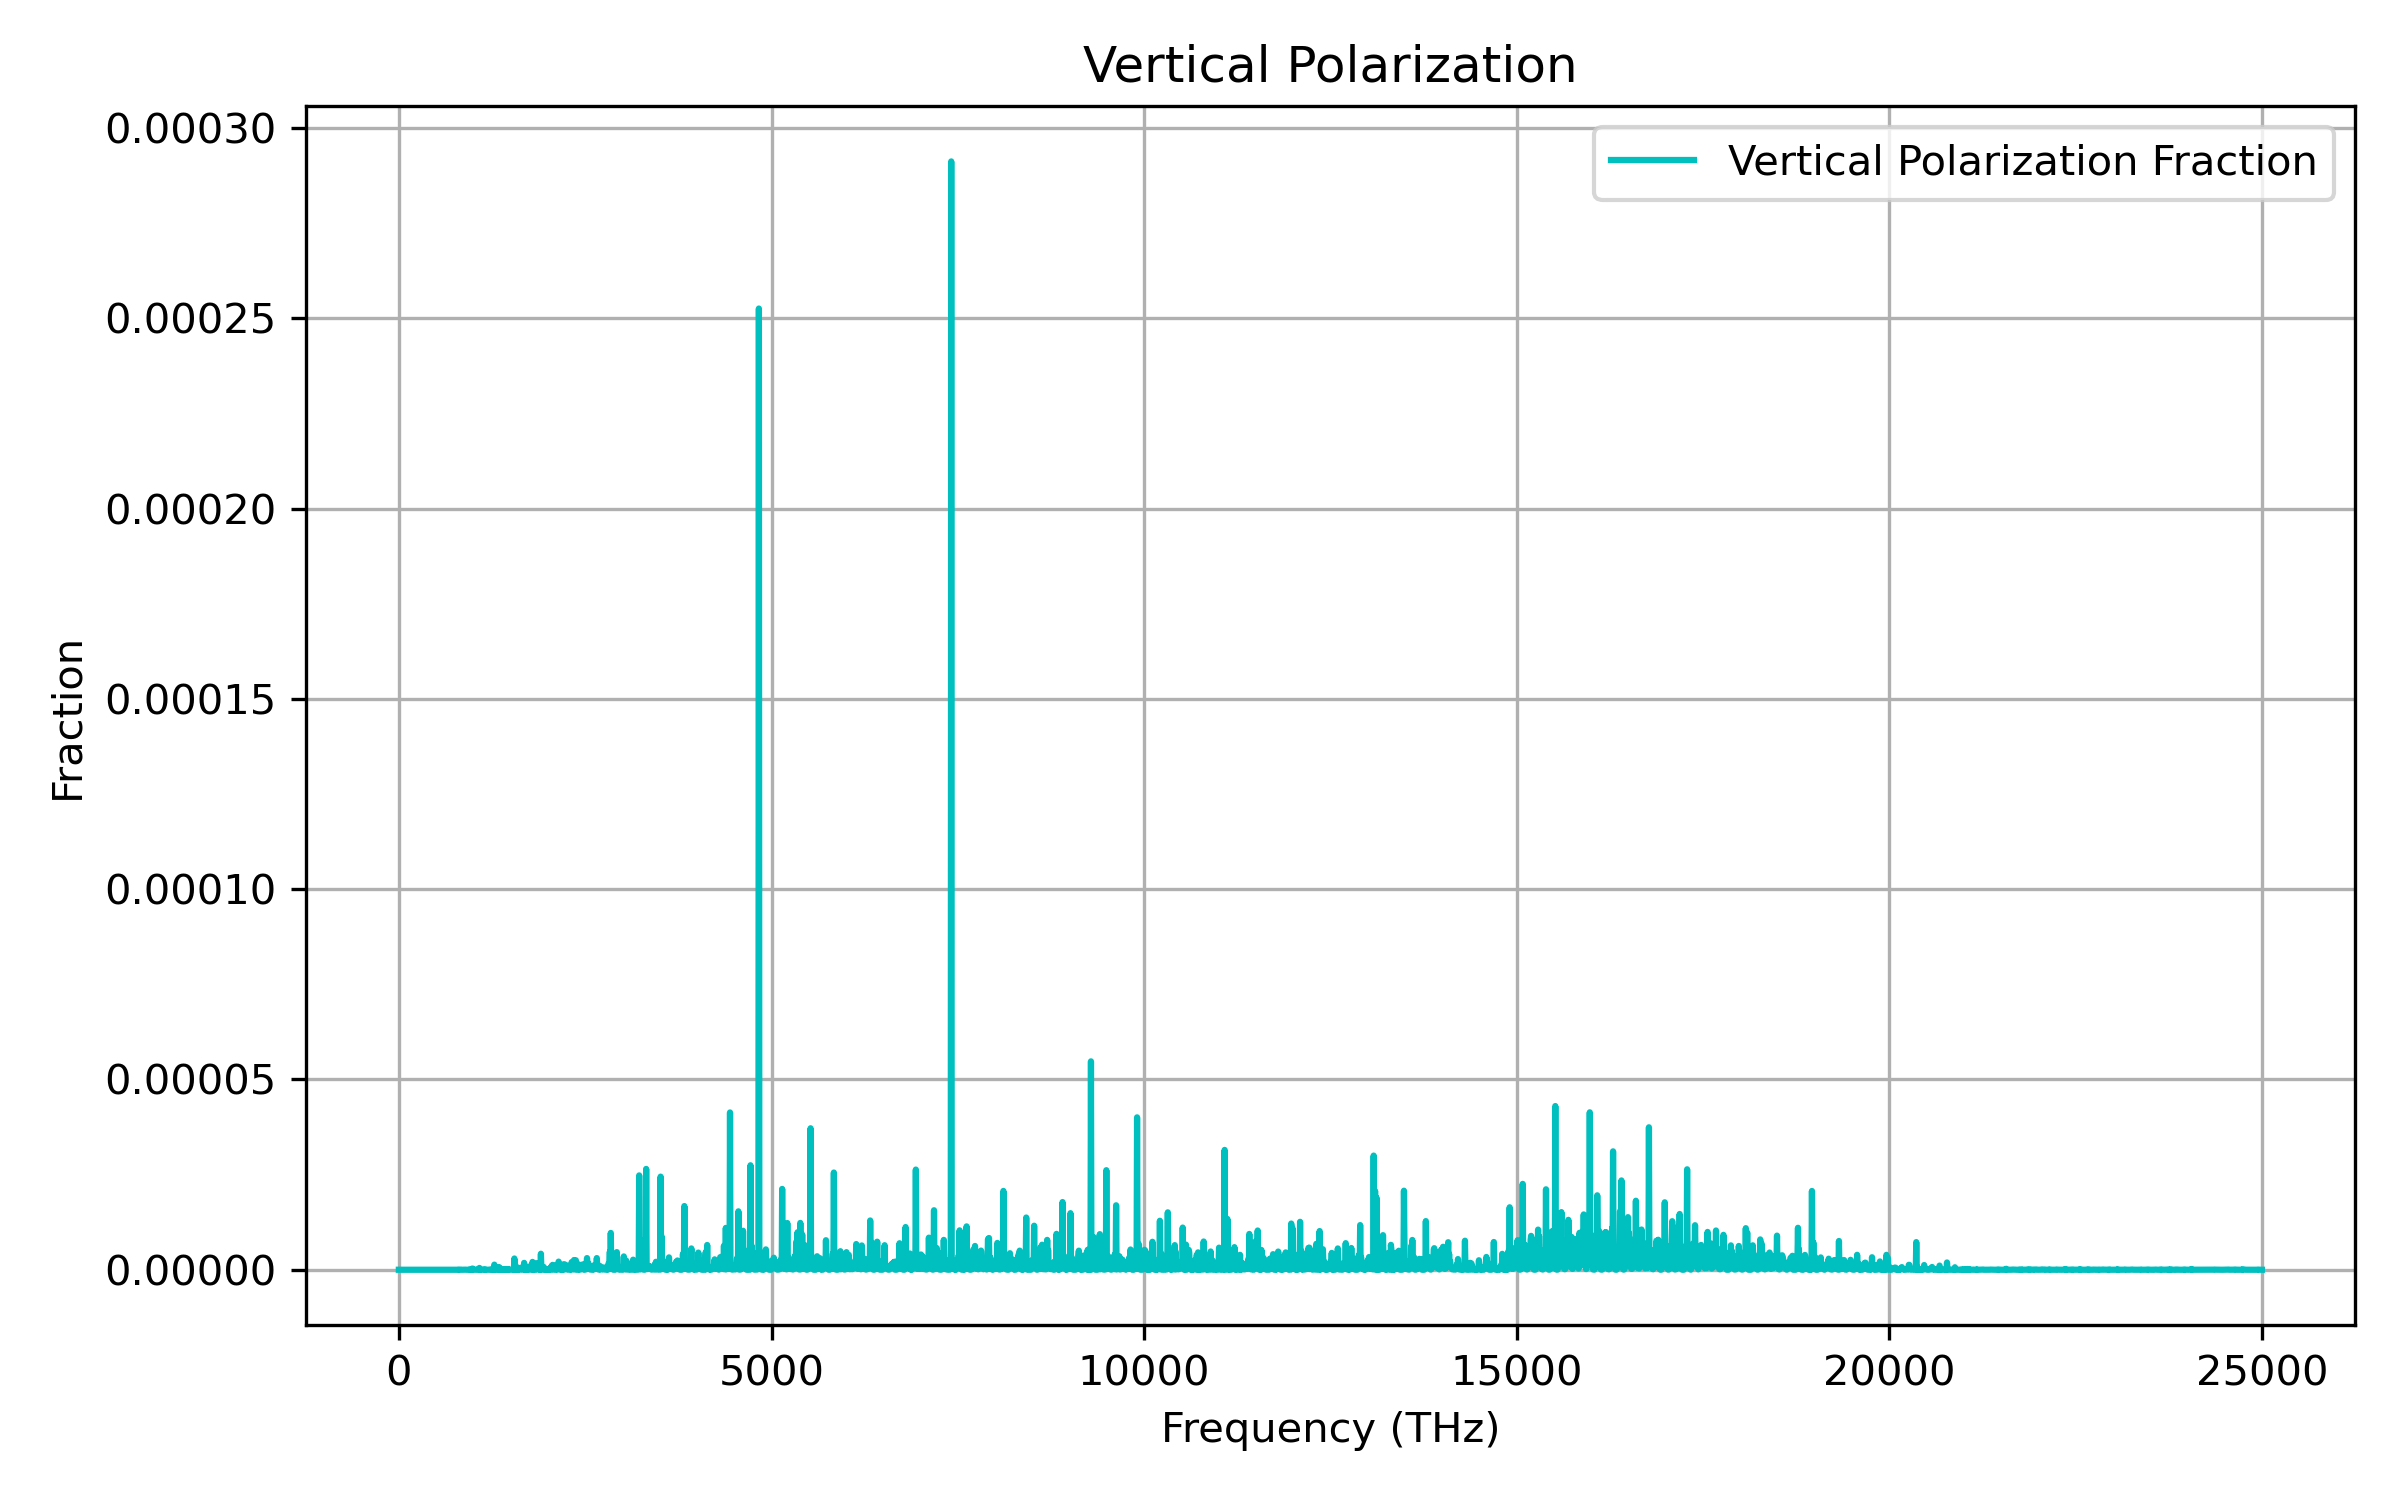 Vertical Polarization
Vertical Polarization Fraction
0.00030
0.00025
0.00020
0.00015
0.00010
0.00005
0.00000
Fraction
0 5000 10000 15000 20000 25000
Frequency (THz)